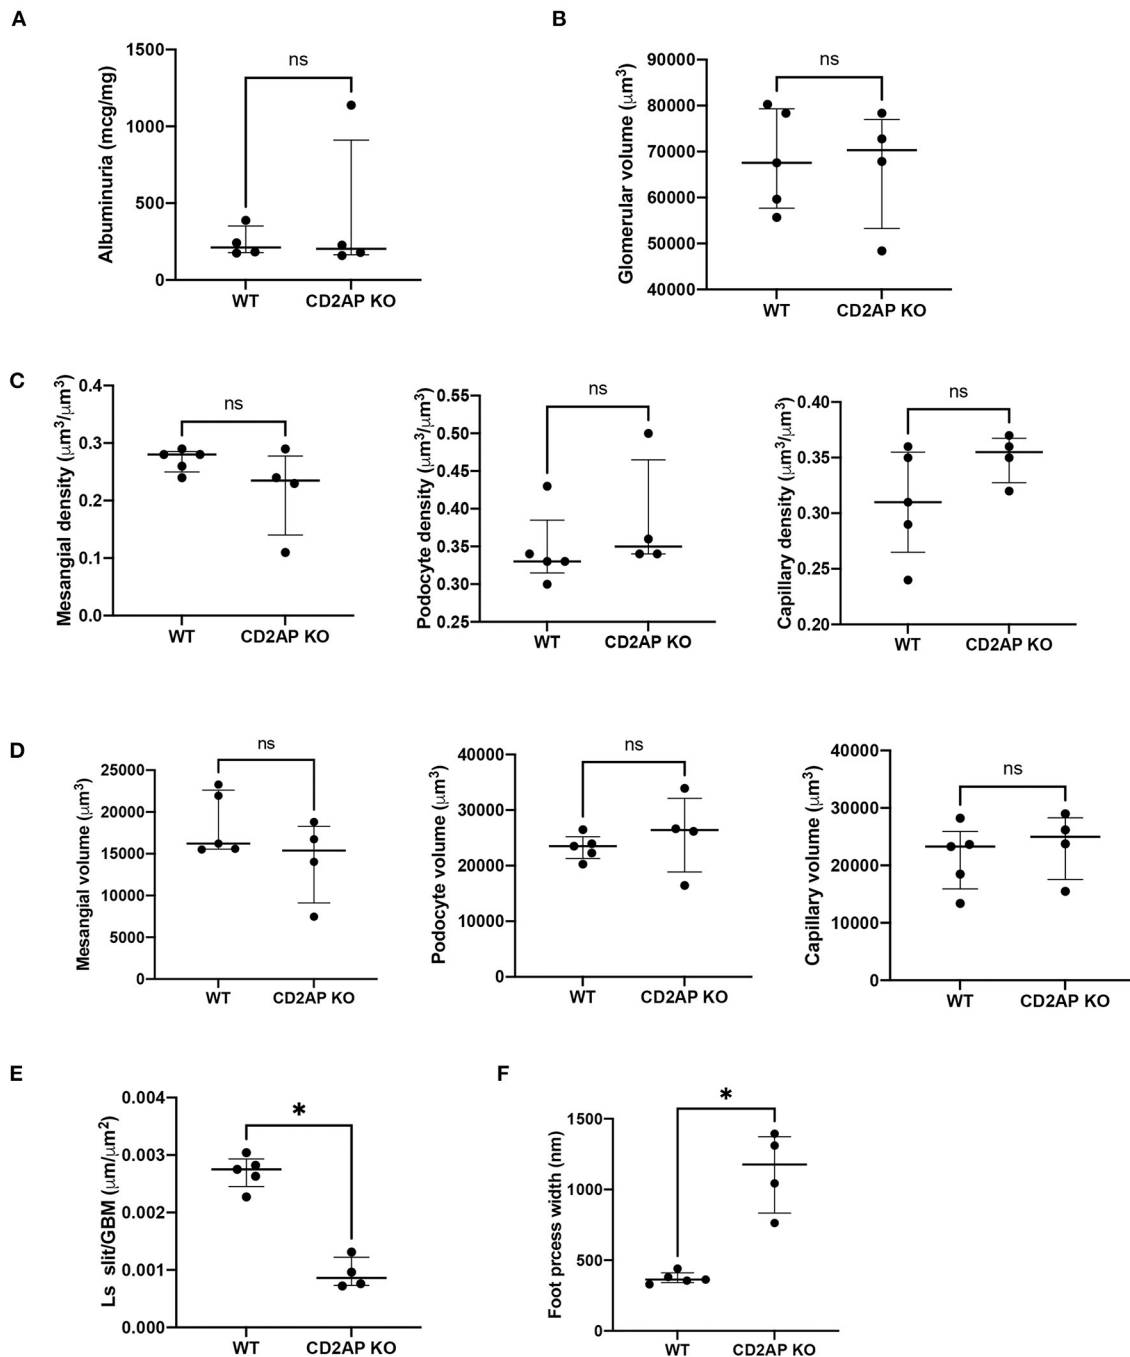 A
Albuminuria (mcg/mg)
1500
1000
500
0
ns
WT
CD2AP KO
B
Glomerular volume (μm³)
90000
80000
70000
60000
50000
40000
ns
WT
CD2AP KO
C
Mesangial density (μm³/μm³)
0.4
0.3
0.2
0.1
0.0
ns
WT
CD2AP KO
Podocyte density (μm³/μm³)
0.55
0.50
0.45
0.40
0.35
0.30
0.25
ns
WT
CD2AP KO
Capillary density (μm³/μm³)
0.40
0.35
0.30
0.25
0.20
ns
WT
CD2AP KO
D
Mesangial volume (μm³)
25000
20000
15000
10000
5000
0
ns
WT
CD2AP KO
Podocyte volume (μm³)
40000
30000
20000
10000
0
ns
WT
CD2AP KO
Capillary volume (μm³)
40000
30000
20000
10000
0
ns
WT
CD2AP KO
E
Ls slit/GBM (μm/μm²)
0.004
0.003
0.002
0.001
0.000
*
WT
CD2AP KO
F
Foot prcess width (nm)
1500
1000
500
0
*
WT
CD2AP KO